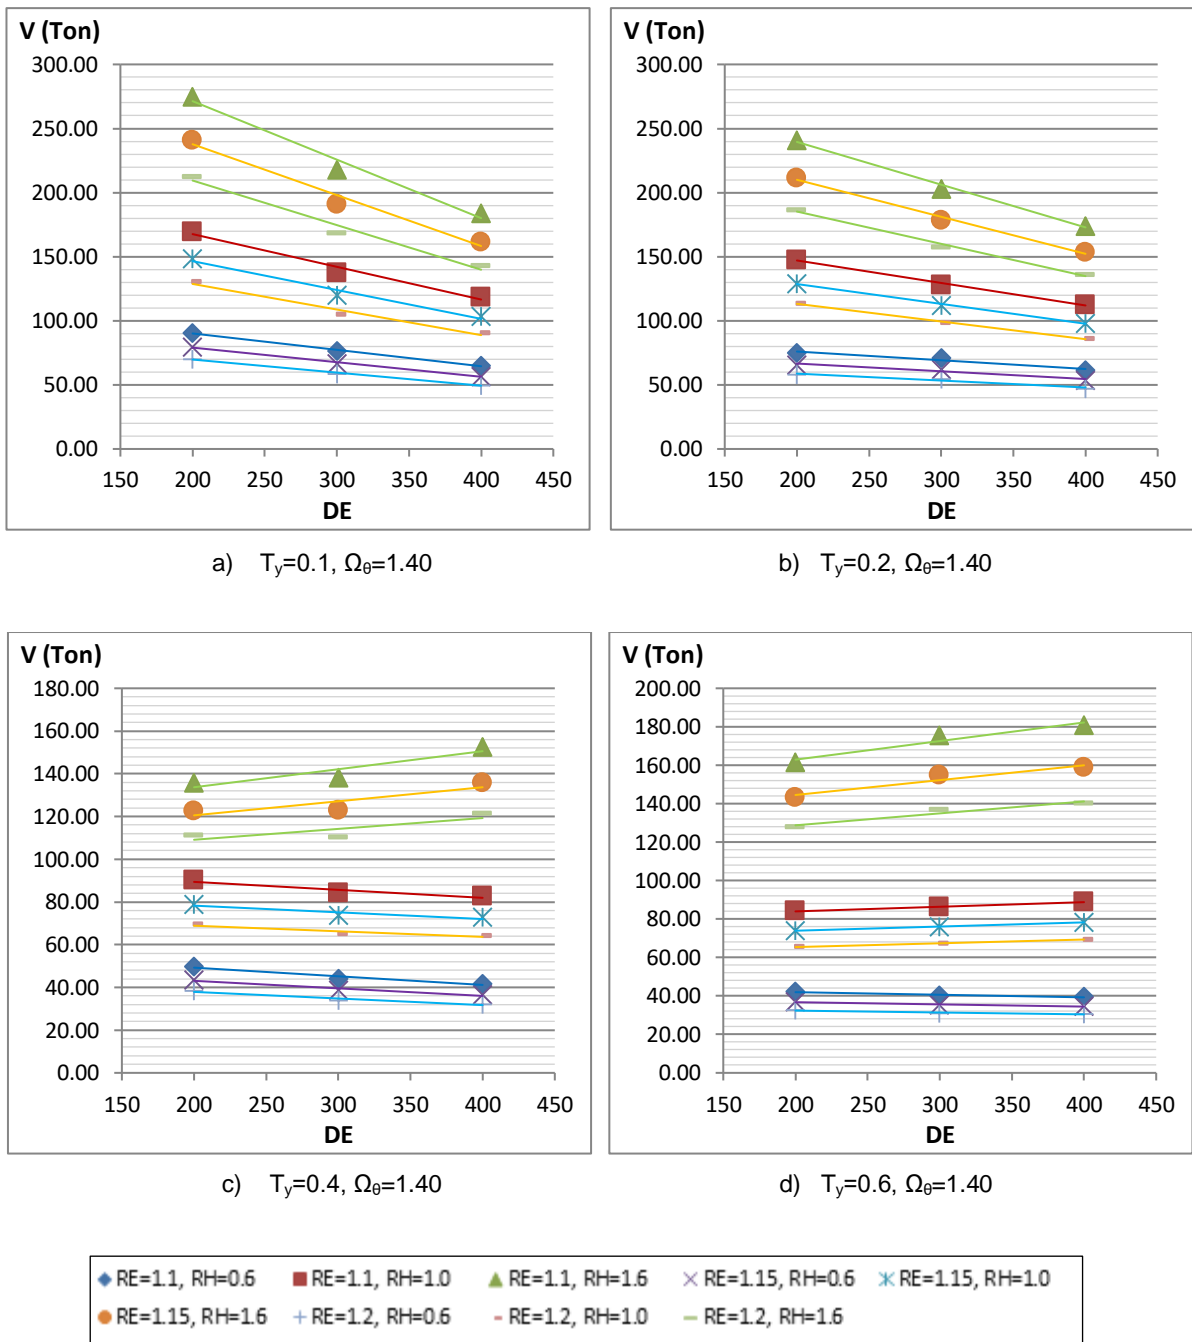 V (Ton)
300.00
250.00
200.00
150.00
100.00
50.00
0.00
150 200 250 300 350 400 450
DE
a) Ty=0.1, Ωθ=1.40
V (Ton)
300.00
250.00
200.00
150.00
100.00
50.00
0.00
150 200 250 300 350 400 450
DE
b) Ty=0.2, Ωθ=1.40
V (Ton)
180.00
160.00
140.00
120.00
100.00
80.00
60.00
40.00
20.00
0.00
150 200 250 300 350 400 450
DE
c) Ty=0.4, Ωθ=1.40
V (Ton)
200.00
180.00
160.00
140.00
120.00
100.00
80.00
60.00
40.00
20.00
0.00
150 200 250 300 350 400 450
DE
d) Ty=0.6, Ωθ=1.40
RE=1.1, RH=0.6 RE=1.1, RH=1.0 RE=1.1, RH=1.6 RE=1.15, RH=0.6 RE=1.15, RH=1.0
RE=1.15, RH=1.6 RE=1.2, RH=0.6 RE=1.2, RH=1.0 RE=1.2, RH=1.6